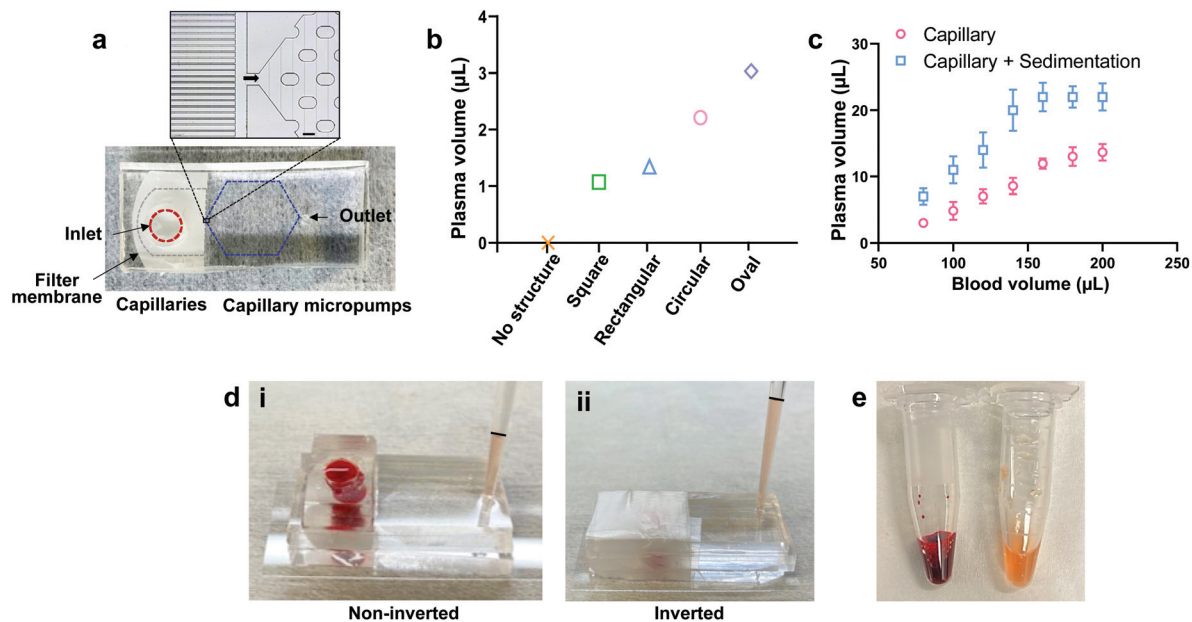 a
Inlet
Filter
membrane
Outlet
Capillaries
Capillary micropumps
b
Plasma volume (µL)
4
3
2
1
0
No structure
Square
Rectangular
Circular
Oval
c
Capillary
Capillary + Sedimentation
Plasma volume (µL)
30
20
10
0
50
100
150
200
250
Blood volume (µL)
d
i
Non-inverted
ii
Inverted
e